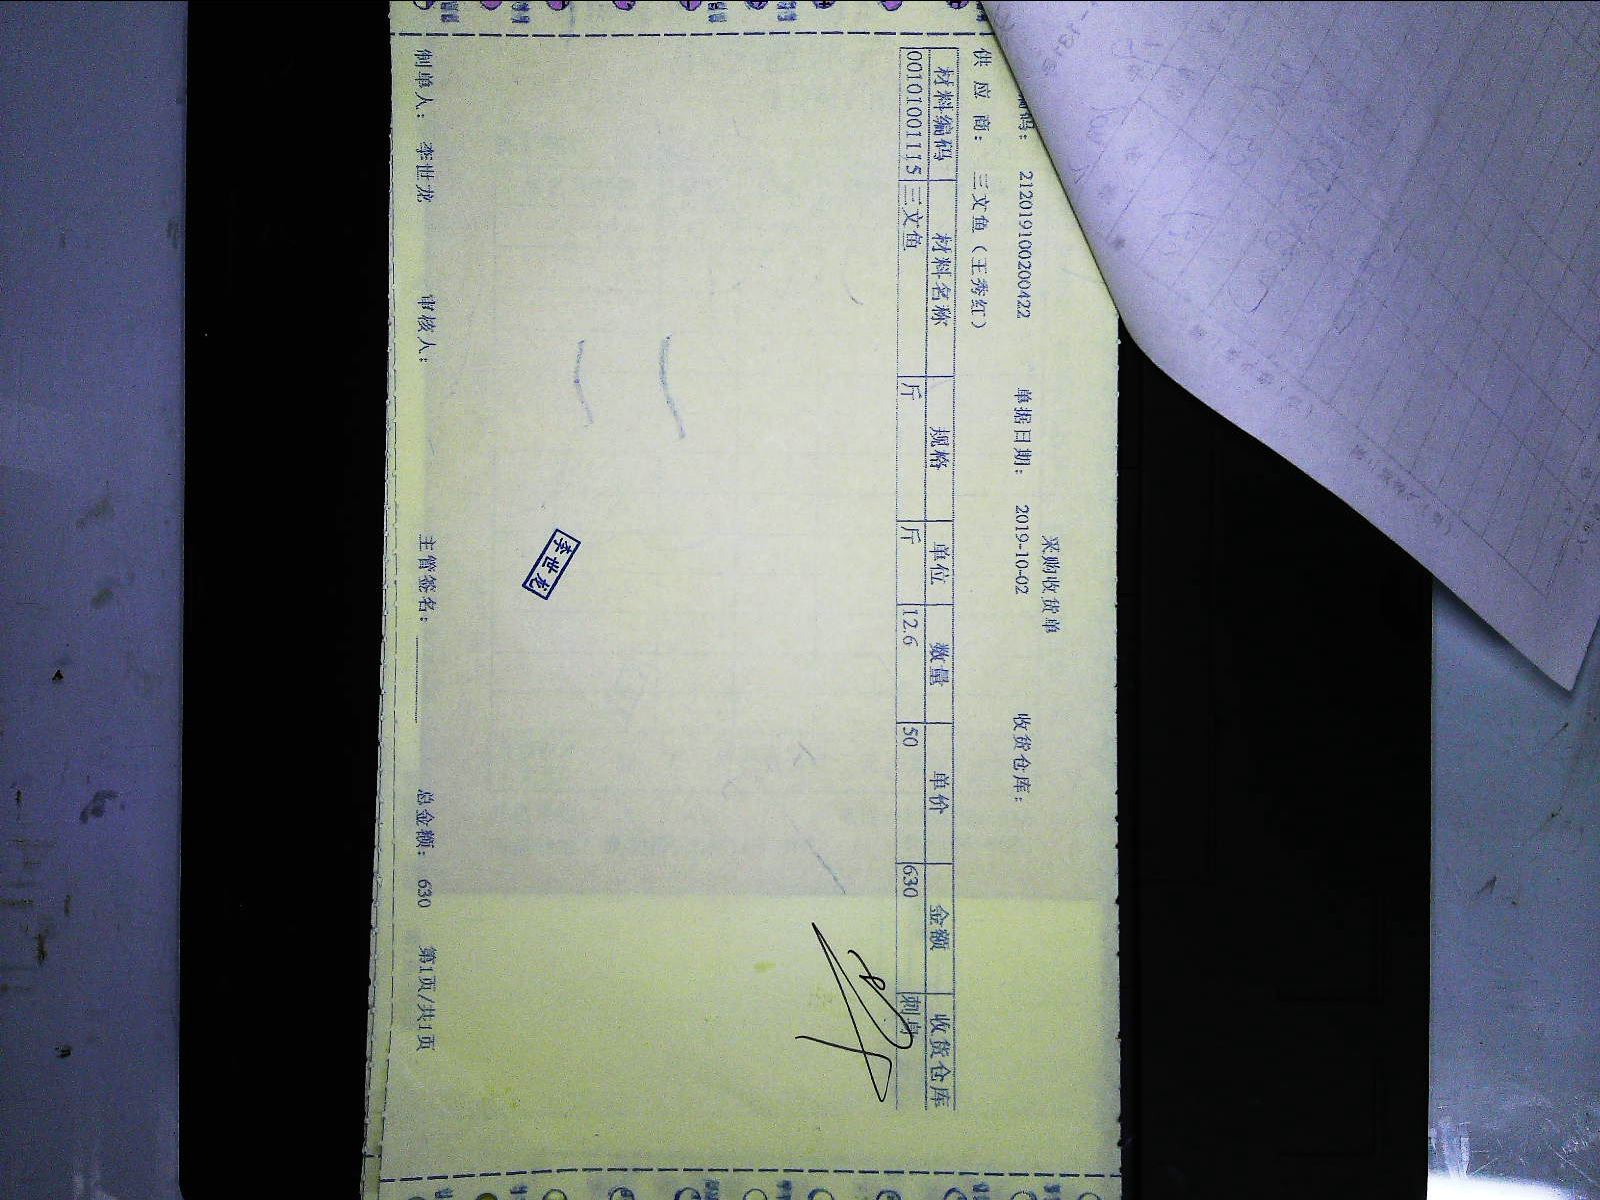 采购收货单
码： 212019100200422 单据日期： 2019-10-02 收货仓库：
供 应 商： 三文鱼（王秀红）
材料编码 材料名称 规格 单位 数量 单价 金额 收货仓库
001010011115 三文鱼 斤 斤 12.6 50 630 刺身
李世龙
制单人： 李世龙 审核人： 主管签名： 总金额： 630 第1页/共1页